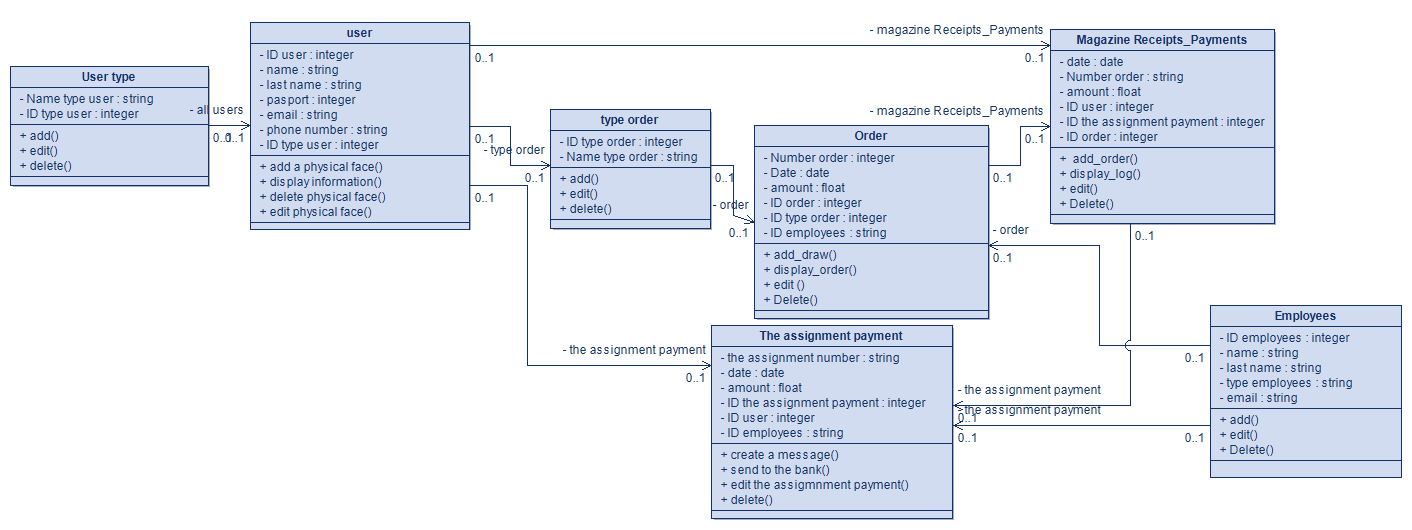 User type
- Name type user : string
- ID type user : integer
+ add()
+ edit()
+ delete()
- all users
0..1
0..1
user
- ID user : integer
- name : string
- last name : string
- pasport : integer
- email : string
- phone number : string
- ID type user : integer
+ add a physical face()
+ display information()
+ delete physical face()
+ edit physical face()
0..1
- magazine Receipts_Payments
0..1
0..1
- type order
0..1
0..1
- the assignment payment
0..1
type order
- ID type order : integer
- Name type order : string
+ add()
+ edit()
+ delete()
0..1
- order
0..1
Order
- Number order : integer
- Date : date
- amount : float
- ID order : integer
- ID type order : integer
- ID employees : string
+ add_draw()
+ display_order()
+ edit ()
+ Delete()
- magazine Receipts_Payments
0..1
0..1
- order
0..1
Magazine Receipts_Payments
- date : date
- Number order : string
- amount : float
- ID user : integer
- ID the assignment payment : integer
- ID order : integer
+ add_order()
+ display_log()
+ edit()
+ Delete()
0..1
The assignment payment
- the assignment number : string
- date : date
- amount : float
- ID the assignment payment : integer
- ID user : integer
- ID employees : string
+ create a message()
+ send to the bank()
+ edit the assigmnment payment()
+ delete()
- the assignment payment
- the assignment payment
0..1
0..1
Employees
- ID employees : integer
- name : string
- last name : string
- type employees : string
- email : string
+ add()
+ edit()
+ Delete()
0..1
0..1